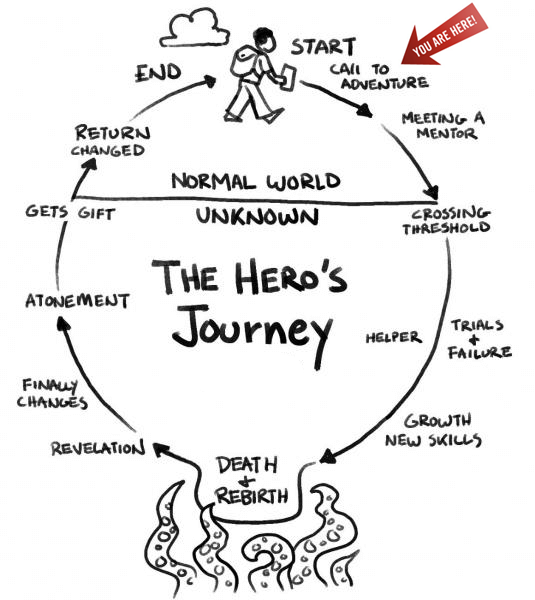 YOU ARE HERE!
START
CALL TO
ADVENTURE
END
MEETING A
MENTOR
RETURN
CHANGED
NORMAL WORLD
GETS GIFT
UNKNOWN
CROSSING
THRESHOLD
THE HERO'S
JOURNEY
ATONEMENT
HELPER
TRIALS
+
FAILURE
FINALLY
CHANGES
GROWTH
NEW SKILLS
REVELATION
DEATH
+
REBIRTH